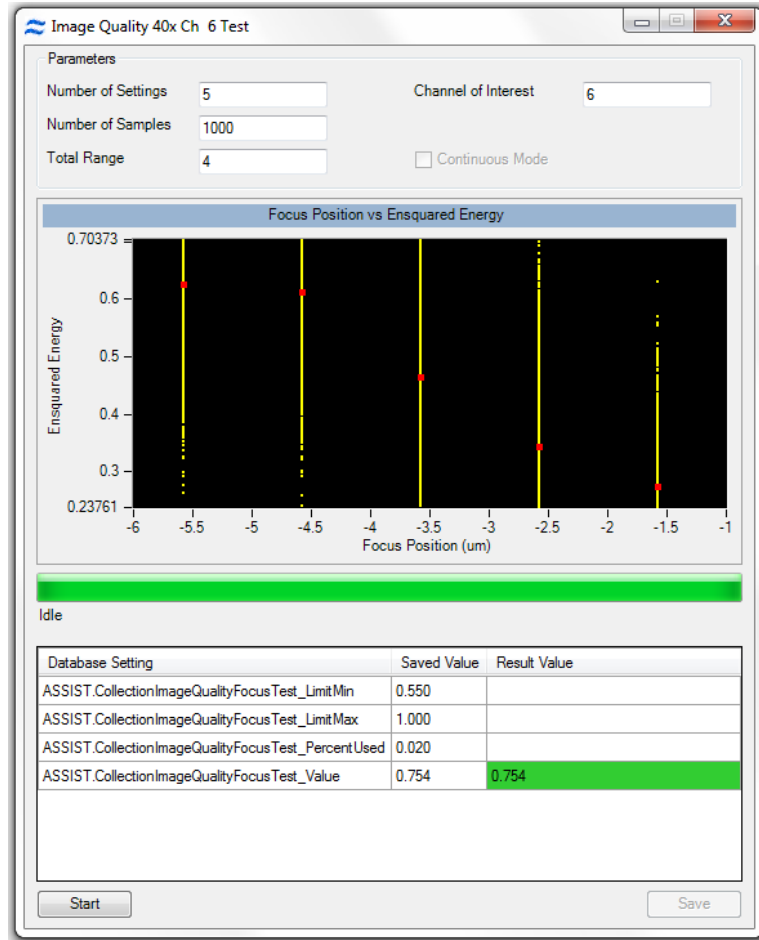 Image Quality 40x Ch 6 Test
Parameters
Number of Settings 5 Channel of Interest 6
Number of Samples 1000
Total Range 4 Continuous Mode
Focus Position vs Ensquared Energy
0.70373
0.6
0.5
0.4
0.3
0.23761
Ensquared Energy
-6 -5.5 -5 -4.5 -4 -3.5 -3 -2.5 -2 -1.5 -1
Focus Position (um)
Idle
Database Setting Saved Value Result Value
ASSIST.CollectionImageQualityFocusTest_LimitMin 0.550
ASSIST.CollectionImageQualityFocusTest_LimitMax 1.000
ASSIST.CollectionImageQualityFocusTest_PercentUsed 0.020
ASSIST.CollectionImageQualityFocusTest_Value 0.754 0.754
Start Save